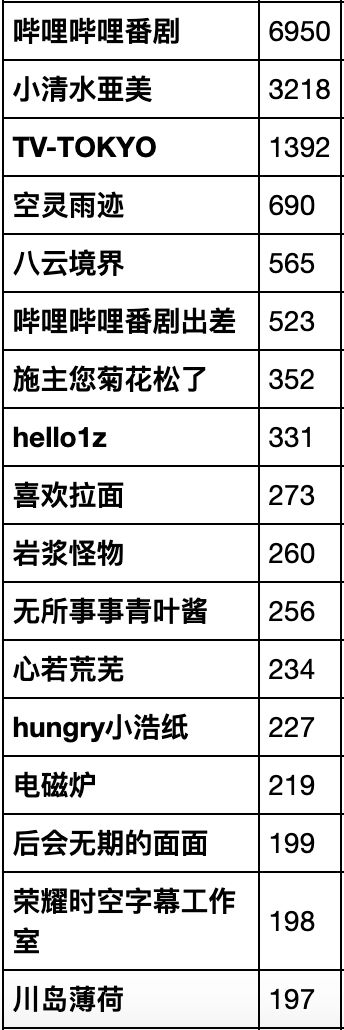 哔哩哔哩番剧 6950
小清水亜美 3218
TV-TOKYO 1392
空灵雨迹 690
八云境界 565
哔哩哔哩番剧出差 523
施主您菊花松了 352
hello1z 331
喜欢拉面 273
岩浆怪物 260
无所事事青叶酱 256
心若荒芜 234
hungry小浩纸 227
电磁炉 219
后会无期的面面 199
荣耀时空字幕工作
室 198
川岛薄荷 197